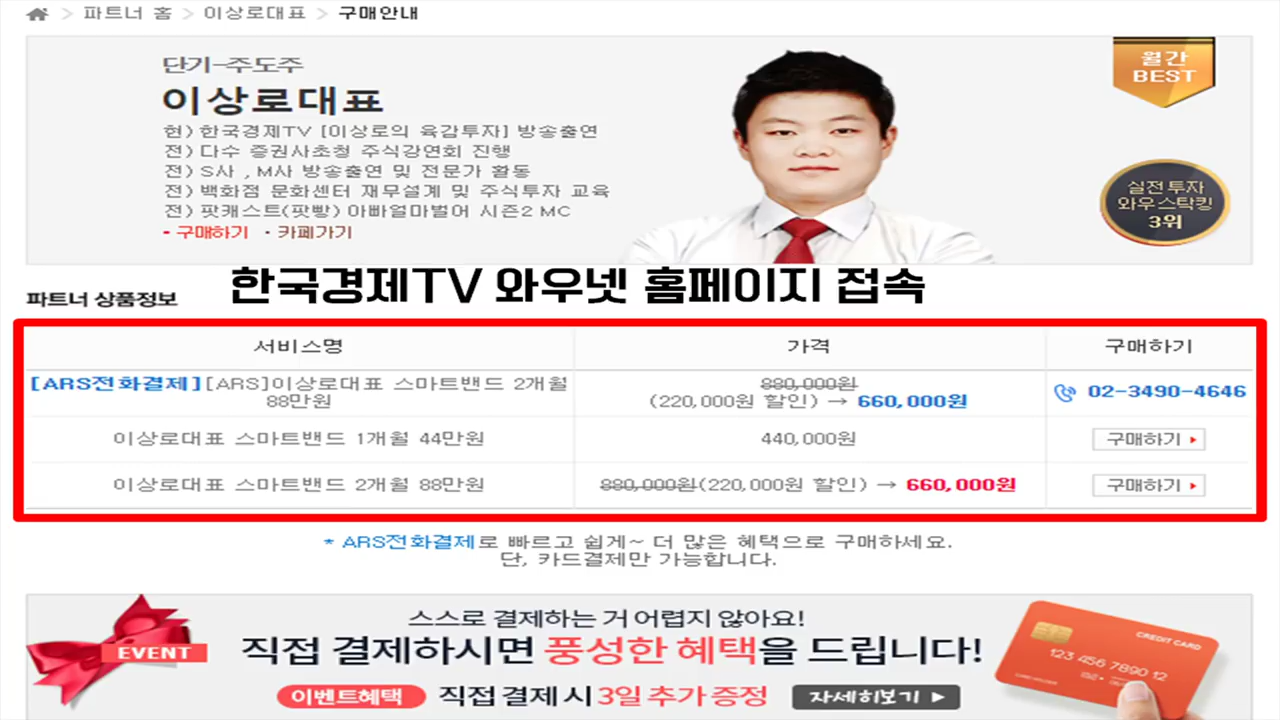 파트너 홈 > 이상로대표 > 구매안내
단기-주도주
이상로대표
현) 한국경제TV [이상로의 육감투자] 방송출연
전) 다수 증권사초청 주식강연회 진행
전) S사 , M사 방송출연 및 전문가 활동
전) 백화점 문화센터 재무설계 및 주식투자 교육
전) 팟캐스트(팟빵) 아빠얼마벌어 시즌2 MC
• 구매하기 • 카페가기
월간
BEST
실전 투자
와우 스탁킹
3위
한국경제TV 와우넷 홈페이지 접속
파트너 상품정보
서비스명 가격 구매하기
[ARS전화결제][ARS]이상로대표 스마트밴드 2개월
88만원
880,000원
(220,000원 할인) → 660,000원
02-3490-4646
이상로대표 스마트밴드 1개월 44만원 440,000원 구매하기
이상로대표 스마트밴드 2개월 88만원 880,000원(220,000원 할인) → 660,000원 구매하기
* ARS전화결제로 빠르고 쉽게~ 더 많은 혜택으로 구매하세요.
단, 카드결제만 가능합니다.
EVENT
스스로 결제하는 거 어렵지 않아요!
직접 결제하시면 풍성한 혜택을 드립니다!
이벤트혜택 직접 결제 시 3일 추가 증정 자세히보기 ▶
CREDIT CARD
123 456 7890 12